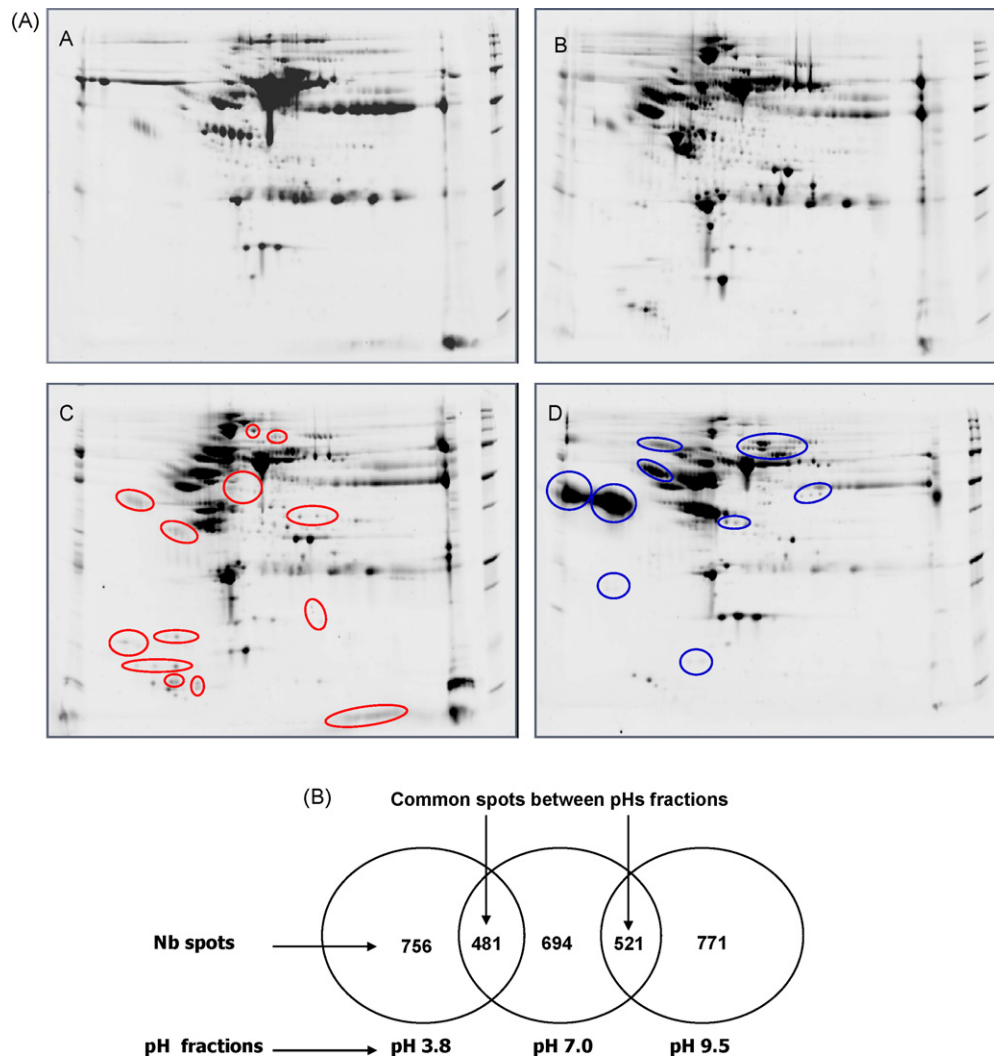 (A)
A
B
C
D
(B)
Common spots between pHs fractions
Nb spots
756
481
694
521
771
pH fractions
pH 3.8
pH 7.0
pH 9.5